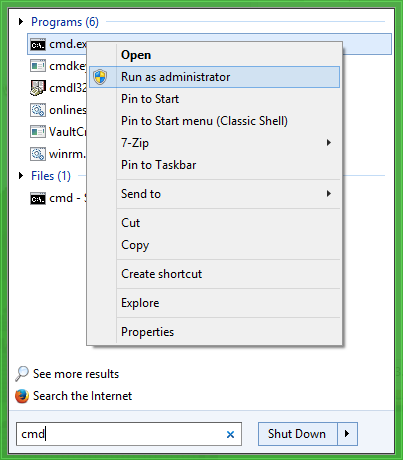 Programs (6)
cmd.ex
Open
cmdkey
Run as administrator
cmdl32
Pin to Start
onlines
Pin to Start menu (Classic Shell)
VaultCr
7-Zip
winrm.
Pin to Taskbar
Files (1)
Send to
cmd - S
Cut
Copy
Create shortcut
Explore
Properties
See more results
Search the Internet
cmd
Shut Down